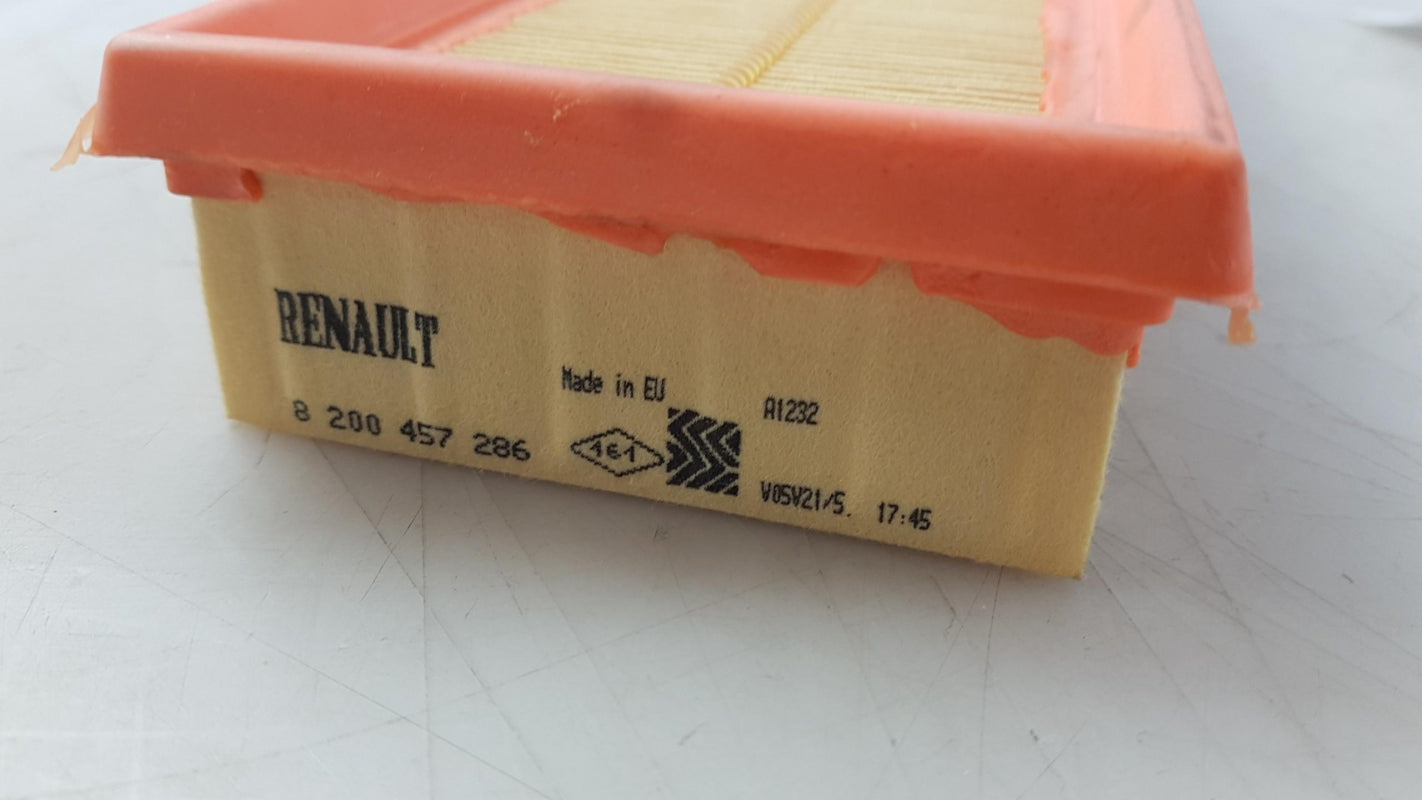 RENAULT
Made in EU
A1232
8 200 457 286
V05V21/5. 17:45